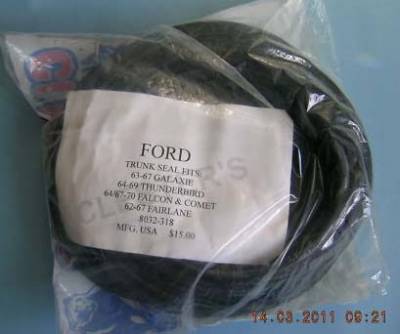 FORD
TRUNK SEAL FITS:
63-67 GALAXIE
64-69 THUNDERBIRD
64/67-70 FALCON & COMET
62-67 FAIRLANE
8032-318
MFG, USA $15.00
14.03.2011 09:21